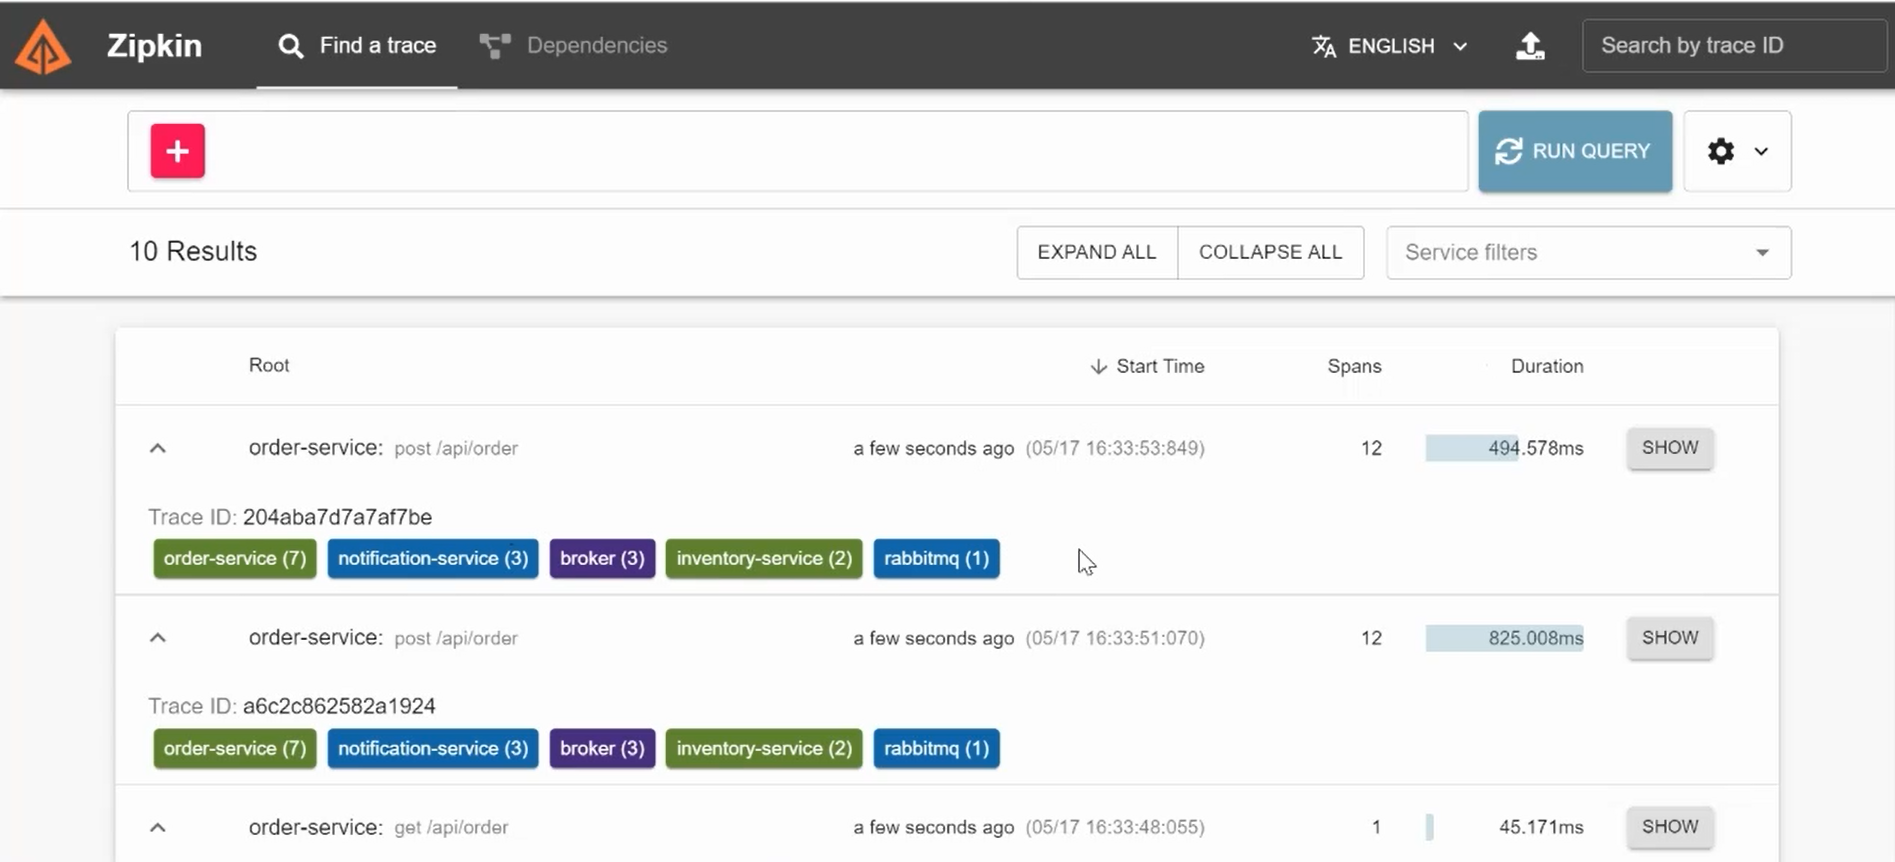 Zipkin Find a trace Dependencies ENGLISH Search by trace ID
+ RUN QUERY
10 Results EXPAND ALL COLLAPSE ALL Service filters
Root Start Time Spans Duration
order-service: post /api/order a few seconds ago (05/17 16:33:53:849) 12 494.578ms SHOW
Trace ID: 204aba7d7a7af7be
order-service (7) notification-service (3) broker (3) inventory-service (2) rabbitmq (1)
order-service: post /api/order a few seconds ago (05/17 16:33:51:070) 12 825.008ms SHOW
Trace ID: a6c2c862582a1924
order-service (7) notification-service (3) broker (3) inventory-service (2) rabbitmq (1)
order-service: get /api/order a few seconds ago (05/17 16:33:48:055) 1 45.171ms SHOW